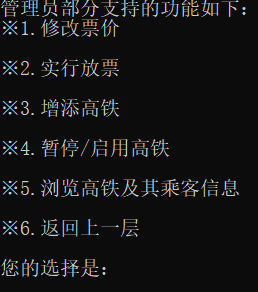 管理员部分支持的功能如下:
※1.修改票价
※2.实行放票
※3.增添高铁
※4.暂停/启用高铁
※5.浏览高铁及其乘客信息
※6.返回上一层
您的选择是: